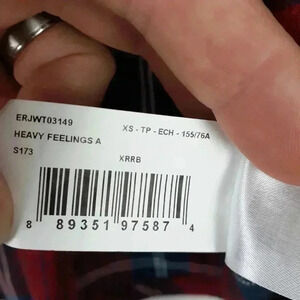 ERJWT03149
XS - TP - ECH - 155/76A
HEAVY FEELINGS A
S173
XRRB
8 89351 97587 4